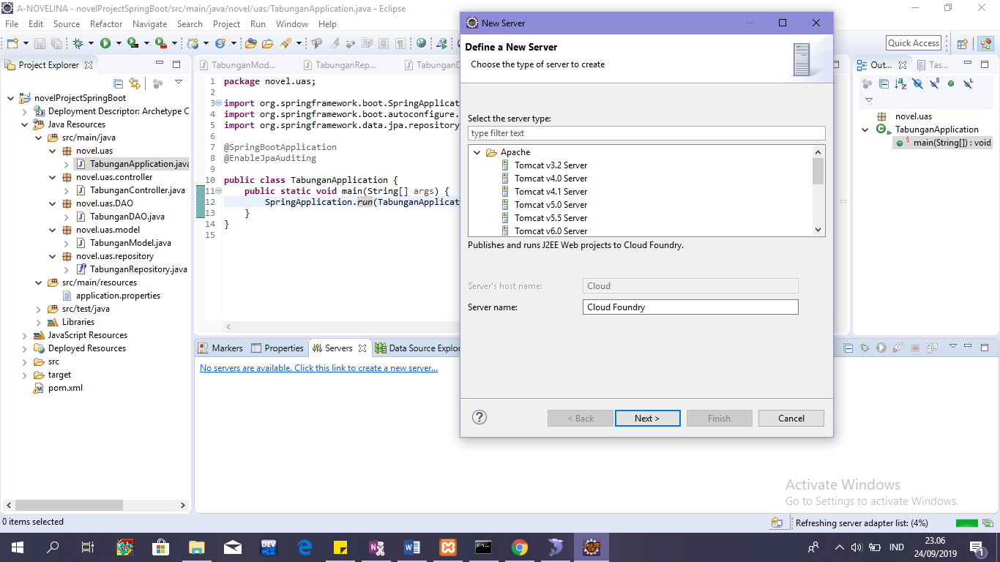 A-NOVELINA - novelProjectSpringBoot/src/main/java/novel/uas/TabunganApplication.java - Eclipse
File Edit Source Refactor Navigate Search Project Run Window Help
Quick Access
Project Explorer
novelProjectSpringBoot
Deployment Descriptor: Archetype C
Java Resources
src/main/java
novel.uas
TabunganApplication.java
novel.uas.controller
TabunganController.java
novel.uas.DAO
TabunganDAO.java
novel.uas.model
TabunganModel.java
novel.uas.repository
TabunganRepository.java
src/main/resources
application.properties
src/test/java
Libraries
JavaScript Resources
Deployed Resources
src
target
pom.xml
TabunganMod... TabunganRep... TabunganD
1 package novel.uas;
2
3 import org.springframework.boot.SpringApplicat
4 import org.springframework.boot.autoconfigure.
5 import org.springframework.data.jpa.repository
6
7 @SpringBootApplication
8 @EnableJpaAuditing
9
10 public class TabunganApplication {
11 public static void main(String[] args) {
12 SpringApplication.run(TabunganApplicat
13 }
14 }
15
New Server
Define a New Server
Choose the type of server to create
Select the server type:
type filter text
Apache
Tomcat v3.2 Server
Tomcat v4.0 Server
Tomcat v4.1 Server
Tomcat v5.0 Server
Tomcat v5.5 Server
Tomcat v6.0 Server
Publishes and runs J2EE Web projects to Cloud Foundry.
Server's host name: Cloud
Server name: Cloud Foundry
< Back Next > Finish Cancel
Out... Tas...
novel.uas
TabunganApplication
main(String[]) : void
Markers Properties Servers Data Source Explor
No servers are available. Click this link to create a new server...
Activate Windows
Go to Settings to activate Windows.
0 items selected
Refreshing server adapter list: (4%)
DEV
IND
23.06
24/09/2019
1